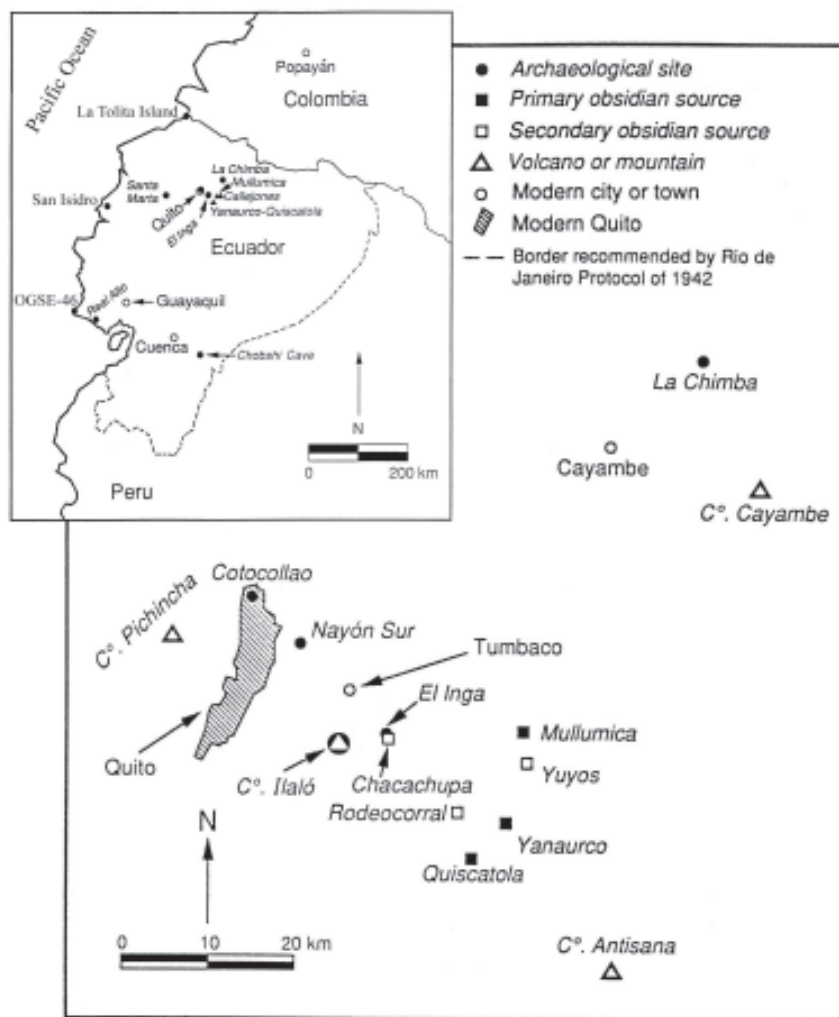 Pacific Ocean
Popayán
Colombia
La Tolita Island
La Chimba
Mullumica
Callejones
Yanaurco-Quiscatola
Santa
Maria
San Isidro
Quito
El Inga
Ecuador
OGSE-46
Real Alto
Guayaquil
Cuenca
Chobshi Cave
N
0 200 km
Peru
Archaeological site
Primary obsidian source
Secondary obsidian source
Volcano or mountain
Modern city or town
Modern Quito
Border recommended by Rio de
Janeiro Protocol of 1942
La Chimba
Cayambe
C°. Cayambe
Cotocollao
C°. Pichincha
Nayón Sur
Tumbaco
El Inga
Mullumica
Quito
C°. Ilaló
Chacachupa
Yuyos
Rodeocorral
Yanaurco
Quiscatola
N
0 10 20 km
C°. Antisana